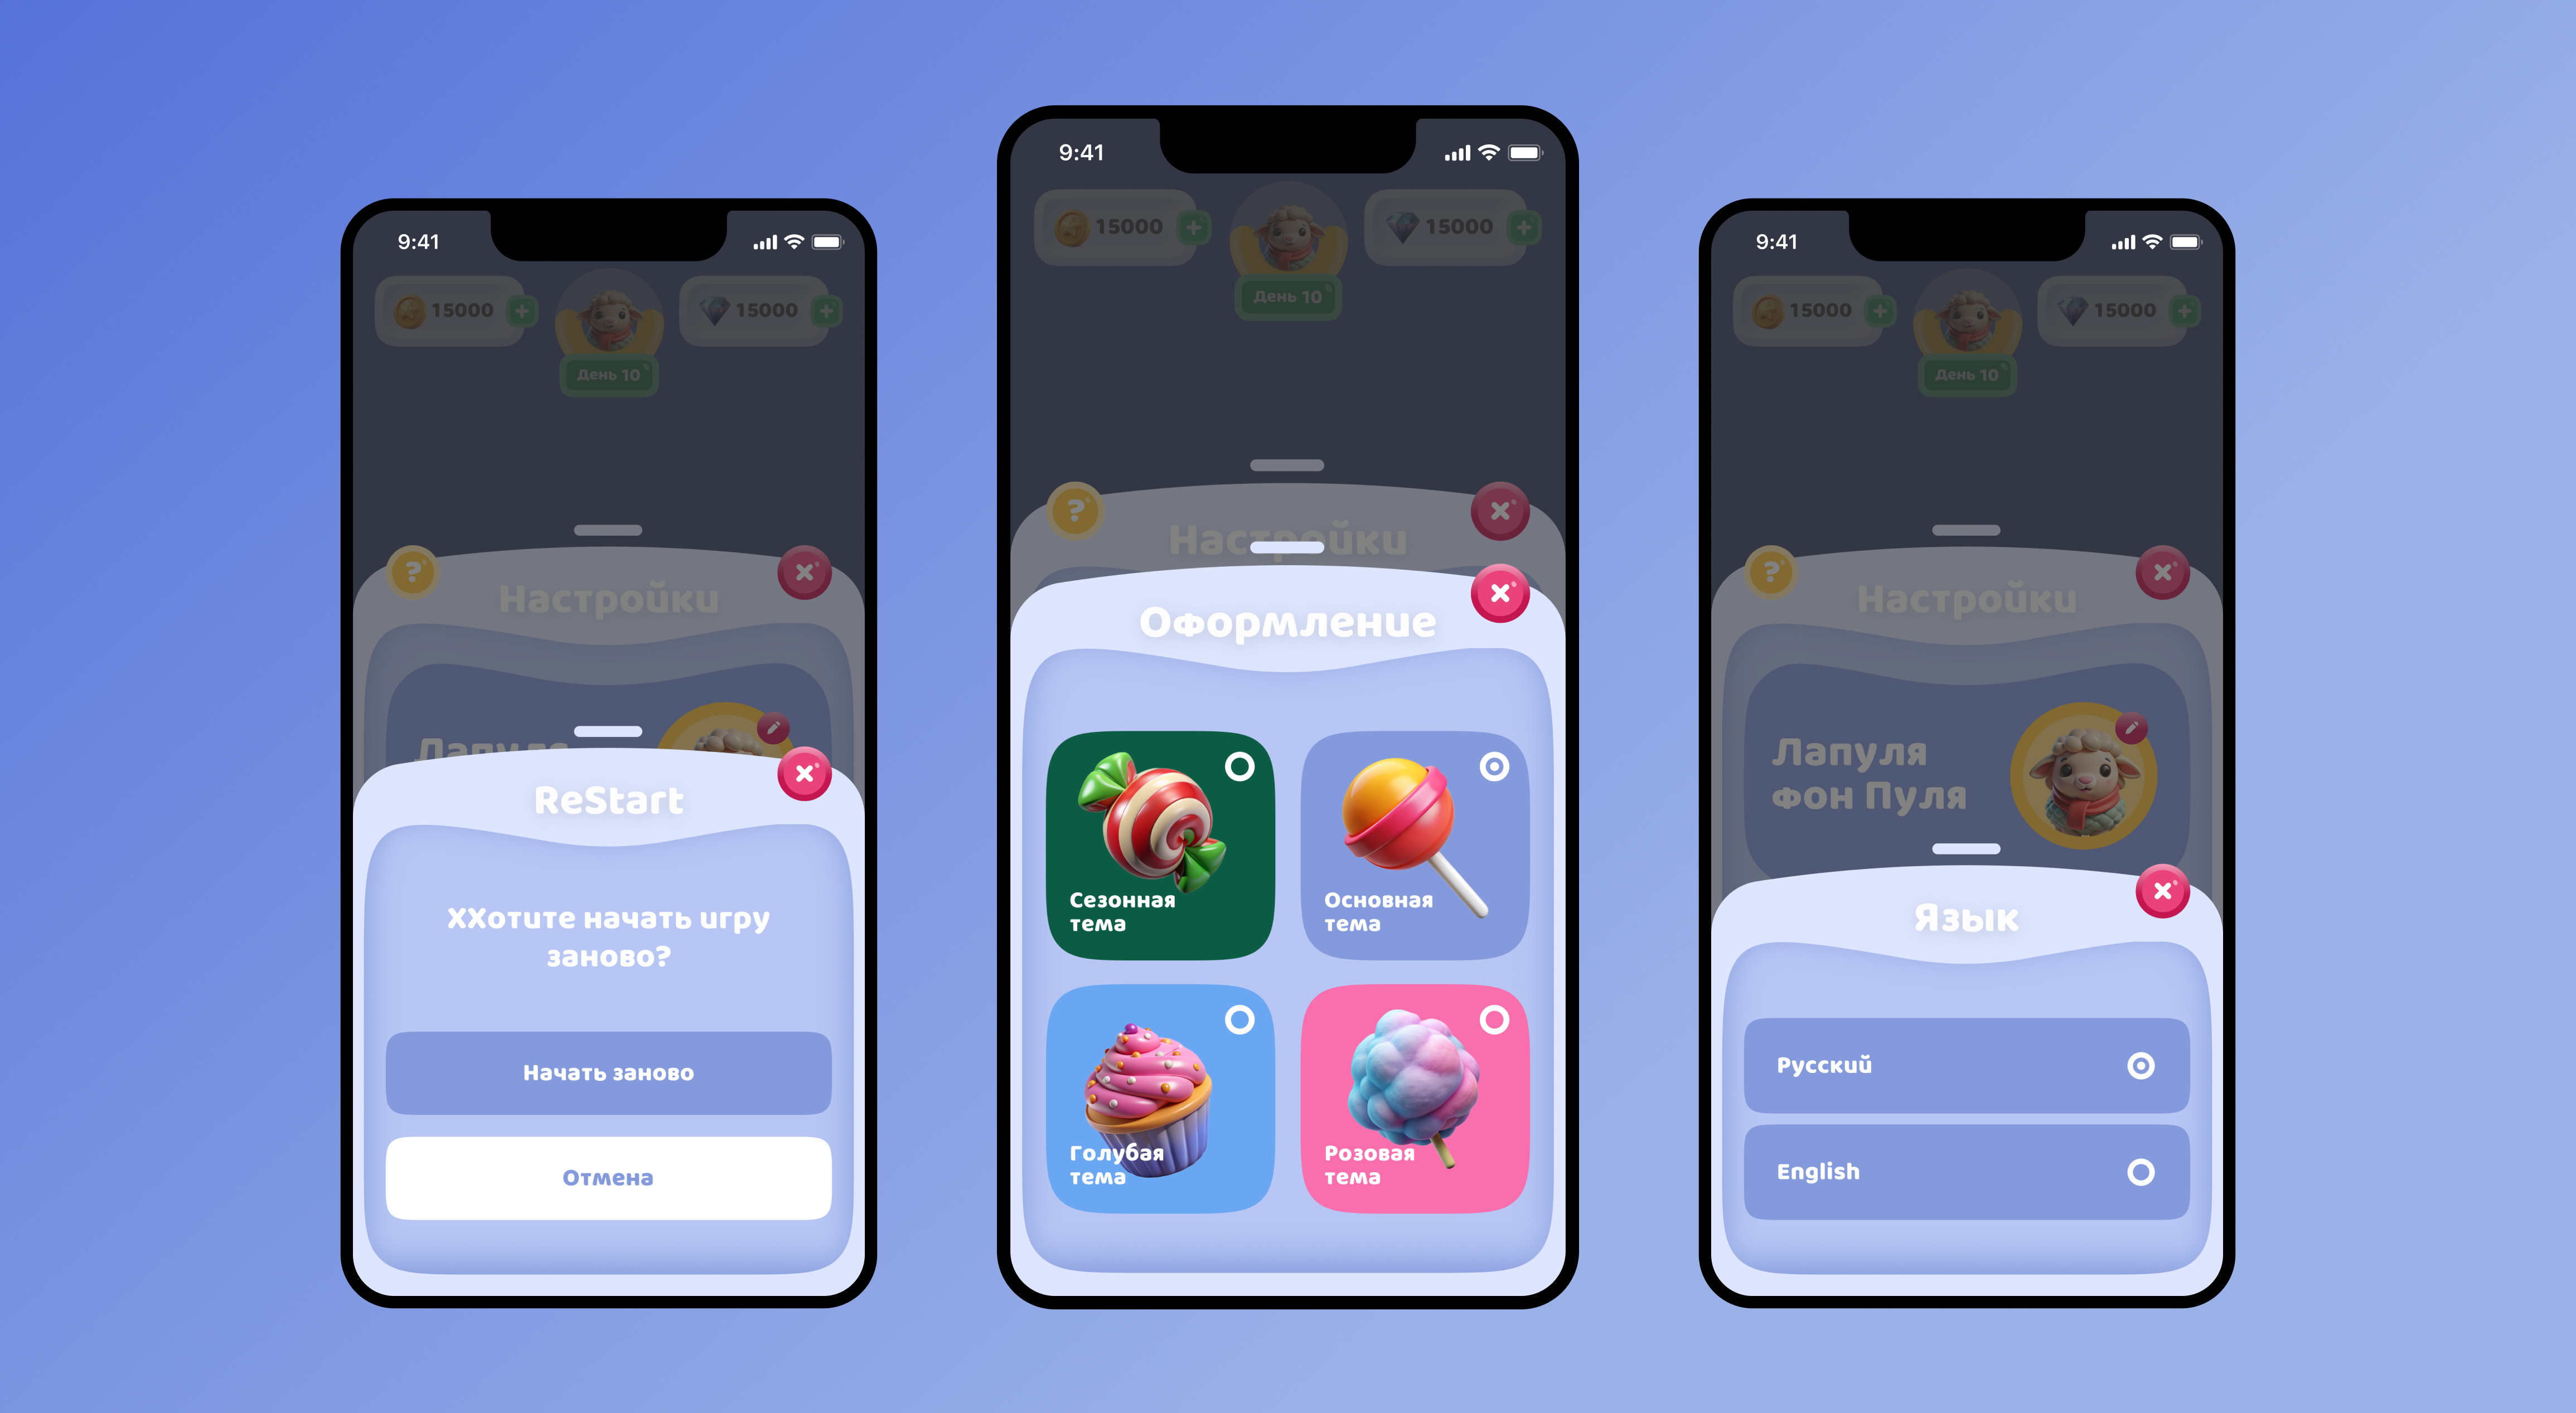 9:41
15000
15000
День 10
Настройки
ReStart
ХХотите начать игру
заново?
Начать заново
Отмена
9:41
15000
15000
День 10
Настройки
Оформление
Сезонная
тема
Основная
тема
Голубая
тема
Розовая
тема
9:41
15000
15000
День 10
Настройки
Лапуля
фон Пуля
Язык
Русский
English